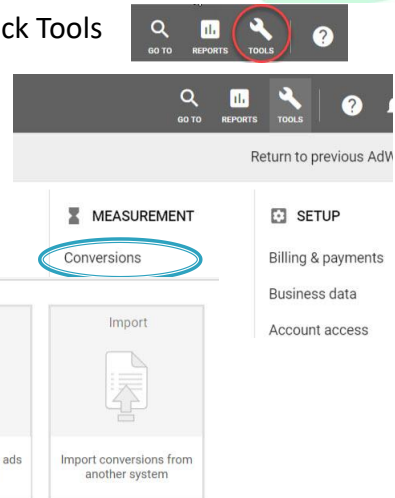 ck Tools
GO TO REPORTS TOOLS ?
GO TO REPORTS TOOLS ?
Return to previous AdW
MEASUREMENT
Conversions
SETUP
Billing & payments
Business data
Account access
Import
ads
Import conversions from
another system